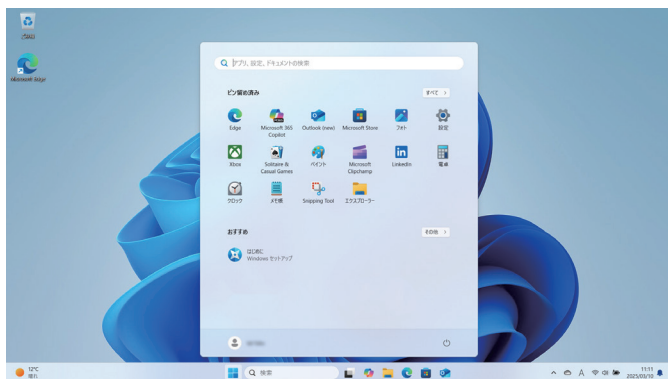 ごみ箱
Microsoft Edge
アプリ、設定、ドキュメントの検索
ピン留め済み
すべて >
Edge
Microsoft 365
Copilot
Outlook (new)
Microsoft Store
フォト
設定
Xbox
Solitaire &
Casual Games
ペイント
Microsoft
Clipchamp
LinkedIn
電卓
クロック
メモ帳
Snipping Tool
エクスプローラー
おすすめ
その他 >
はじめに
Windows セットアップ
12°C
晴れ
検索
A
11:11
2025/03/10